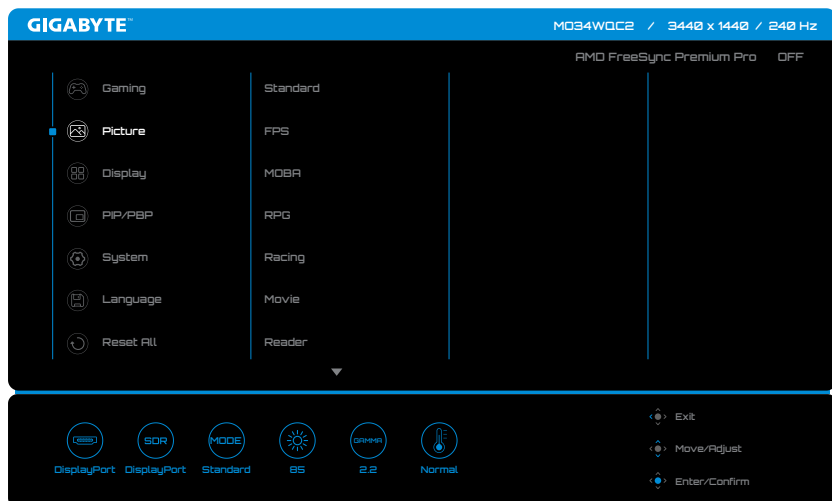 GIGABYTE™ MO34WQC2 / 3440 x 1440 / 240 Hz
AMD FreeSync Premium Pro OFF
Gaming
Picture
Display
PIP/PBP
System
Language
Reset All
Standard
FPS
MOBA
RPG
Racing
Movie
Reader
SDR
MODE
GAMMA
DisplayPort
DisplayPort
Standard
85
2.2
Normal
Exit
Move/Adjust
Enter/Confirm